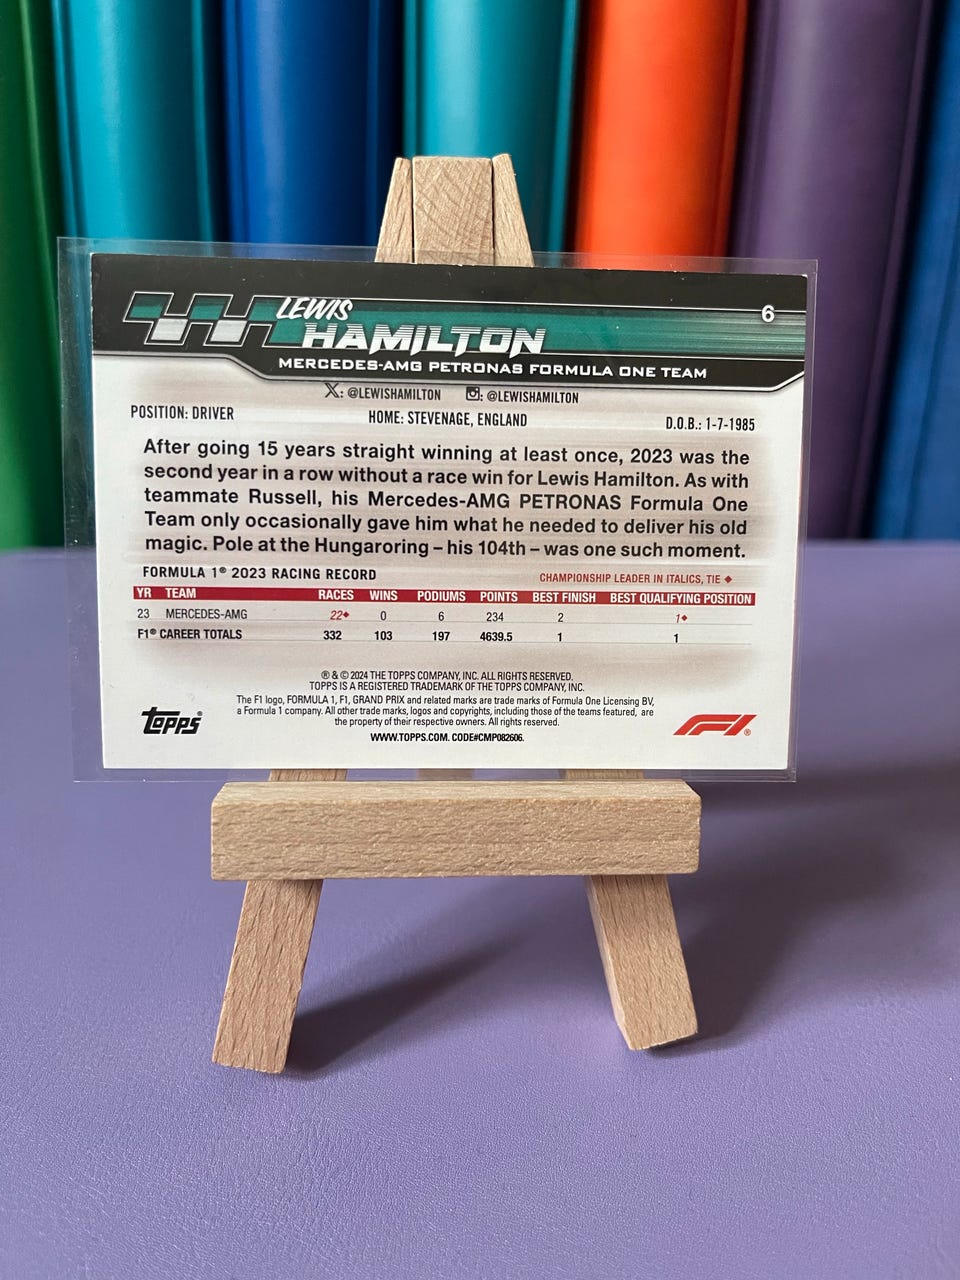 LEWIS
HAMILTON
6
MERCEDES-AMG PETRONAS FORMULA ONE TEAM
X: @LEWISHAMILTON : @LEWISHAMILTON
POSITION: DRIVER HOME: STEVENAGE, ENGLAND D.O.B.: 1-7-1985
After going 15 years straight winning at least once, 2023 was the
second year in a row without a race win for Lewis Hamilton. As with
teammate Russell, his Mercedes-AMG PETRONAS Formula One
Team only occasionally gave him what he needed to deliver his old
magic. Pole at the Hungaroring – his 104th – was one such moment.
FORMULA 1® 2023 RACING RECORD CHAMPIONSHIP LEADER IN ITALICS, TIE ♦
YR TEAM RACES WINS PODIUMS POINTS BEST FINISH BEST QUALIFYING POSITION
23 MERCEDES-AMG 22♦ 0 6 234 2 1♦
F1® CAREER TOTALS 332 103 197 4639.5 1 1
® & © 2024 THE TOPPS COMPANY, INC. ALL RIGHTS RESERVED.
TOPPS IS A REGISTERED TRADEMARK OF THE TOPPS COMPANY, INC.
The F1 logo, FORMULA 1, F1, GRAND PRIX and related marks are trade marks of Formula One Licensing BV,
a Formula 1 company. All other trade marks, logos and copyrights, including those of the teams featured, are
the property of their respective owners. All rights reserved.
WWW.TOPPS.COM. CODE#CMP082606.
TOPPS®
F1®